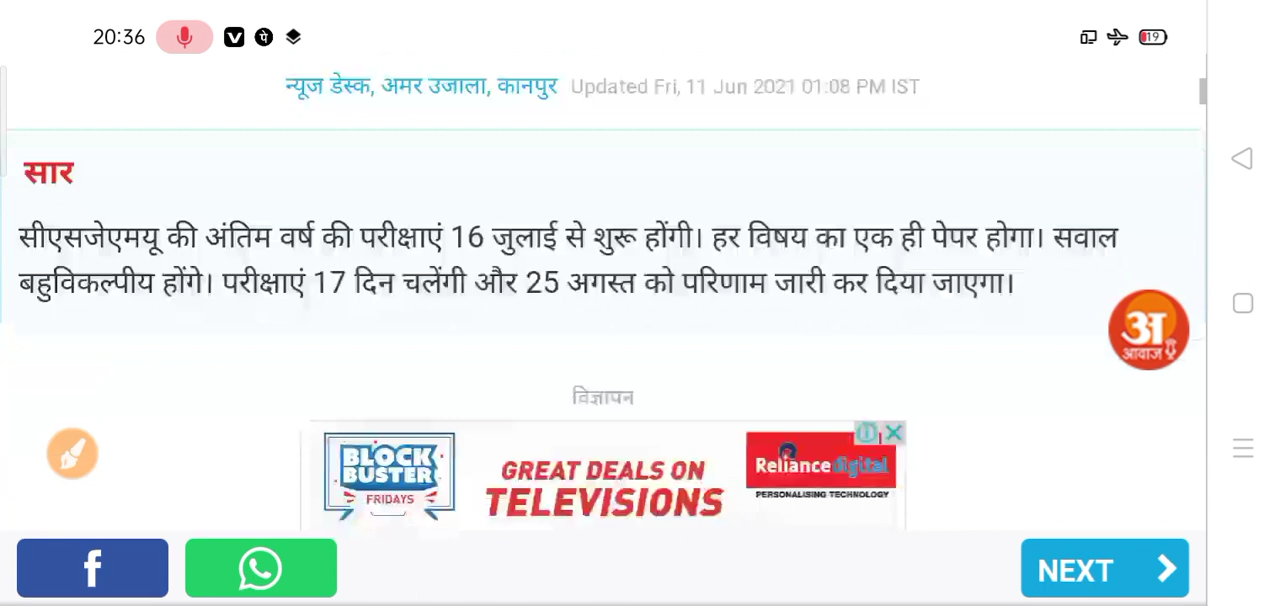 20:36
19
न्यूज डेस्क, अमर उजाला, कानपुर Updated Fri, 11 Jun 2021 01:08 PM IST
सार
सीएसजेएमयू की अंतिम वर्ष की परीक्षाएं 16 जुलाई से शुरू होंगी। हर विषय का एक ही पेपर होगा। सवाल
बहुविकल्पीय होंगे। परीक्षाएं 17 दिन चलेंगी और 25 अगस्त को परिणाम जारी कर दिया जाएगा।
अ
आवाज
विज्ञापन
BLOCK
BUSTER
FRIDAYS
GREAT DEALS ON
TELEVISIONS
Reliance digital
PERSONALISING TECHNOLOGY
NEXT